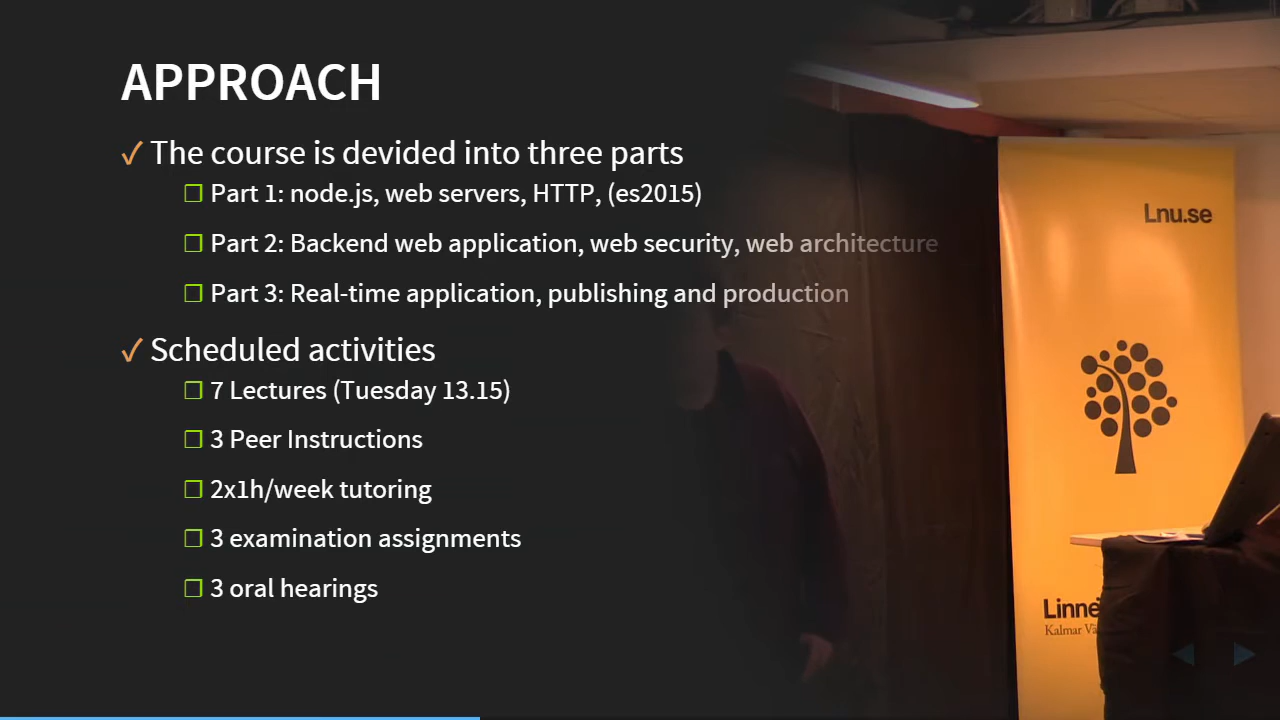 APPROACH
The course is devided into three parts
Part 1: node.js, web servers, HTTP, (es2015)
Part 2: Backend web application, web security, web architecture
Part 3: Real-time application, publishing and production
Scheduled activities
7 Lectures (Tuesday 13.15)
3 Peer Instructions
2x1h/week tutoring
3 examination assignments
3 oral hearings
Lnu.se
Kalmar